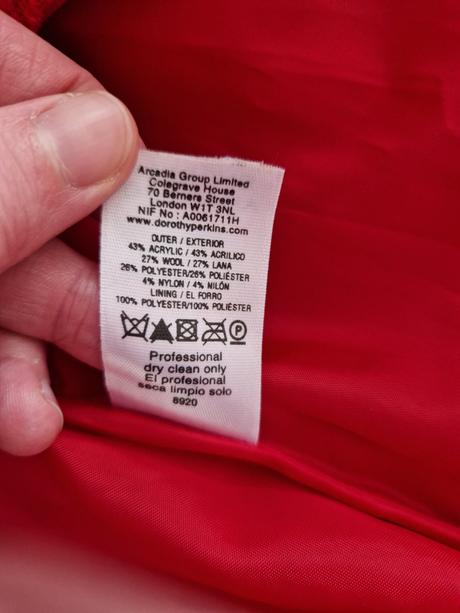 Arcadia Group Limited
Colegrave House
70 Berners Street
London W1T 3NL
NIF No : A0061711H
www.dorothyperkins.com
OUTER / EXTERIOR
43% ACRYLIC / 43% ACRILICO
27% WOOL / 27% LANA
26% POLYESTER/26% POLIÉSTER
4% NYLON / 4% NILÓN
LINING / EL FORRO
100% POLYESTER/100% POLIÉSTER
P
Professional
dry clean only
El profesional
seca limpio solo
8920